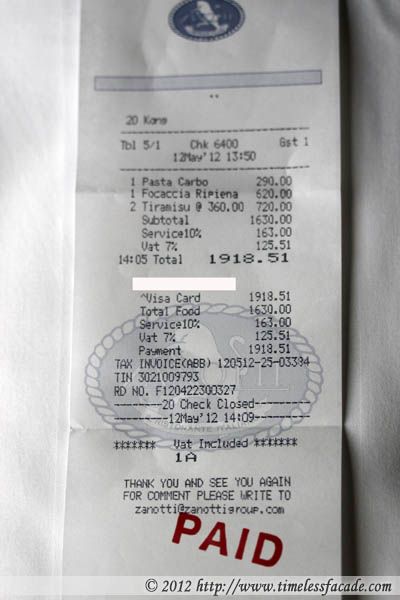 20 Kong
Tbl 5/1 Chk 6400 Gst 1
12May'12 13:50
1 Pasta Carbo 290.00
1 Focaccia Ripiena 620.00
2 Tiramisu @ 360.00 720.00
Subtotal 1630.00
Service10% 163.00
Vat 7% 125.51
14:05 Total 1918.51
^Visa Card 1918.51
Total Food 1630.00
Service10% 163.00
Vat 7% 125.51
Payment 1918.51
TAX INVOICE(ABB) 120512-25-03334
TIN 3021009793
RD NO. F120422300327
--------20 Check Closed--------
--------12May'12 14:09--------
RISTORANTE ITALIANO
******* Vat Included *******
1A
THANK YOU AND SEE YOU AGAIN
FOR COMMENT PLEASE WRITE TO
zanotti@zanottigroup.com
PAID
© 2012 http://www.timelessfacade.com